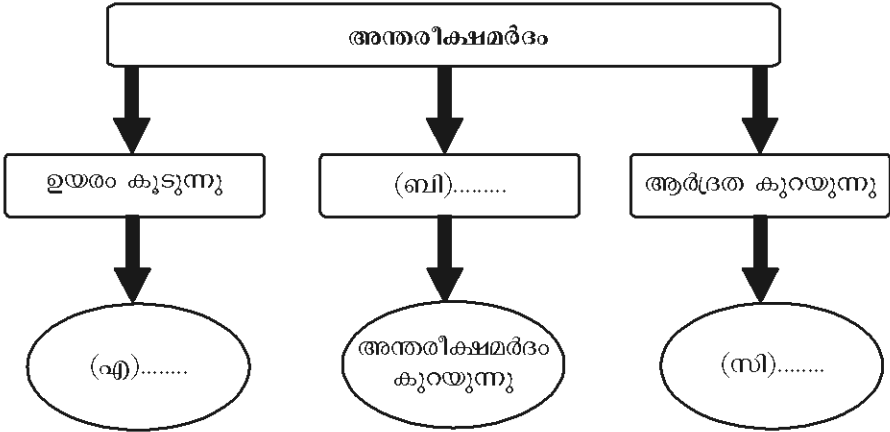 അന്തരീക്ഷമർദം
ഉയരം കൂടുന്നു
(ബി).........
ആർദ്രത കുറയുന്നു
(എ)........
അന്തരീക്ഷമർദം
കുറയുന്നു
(സി)........